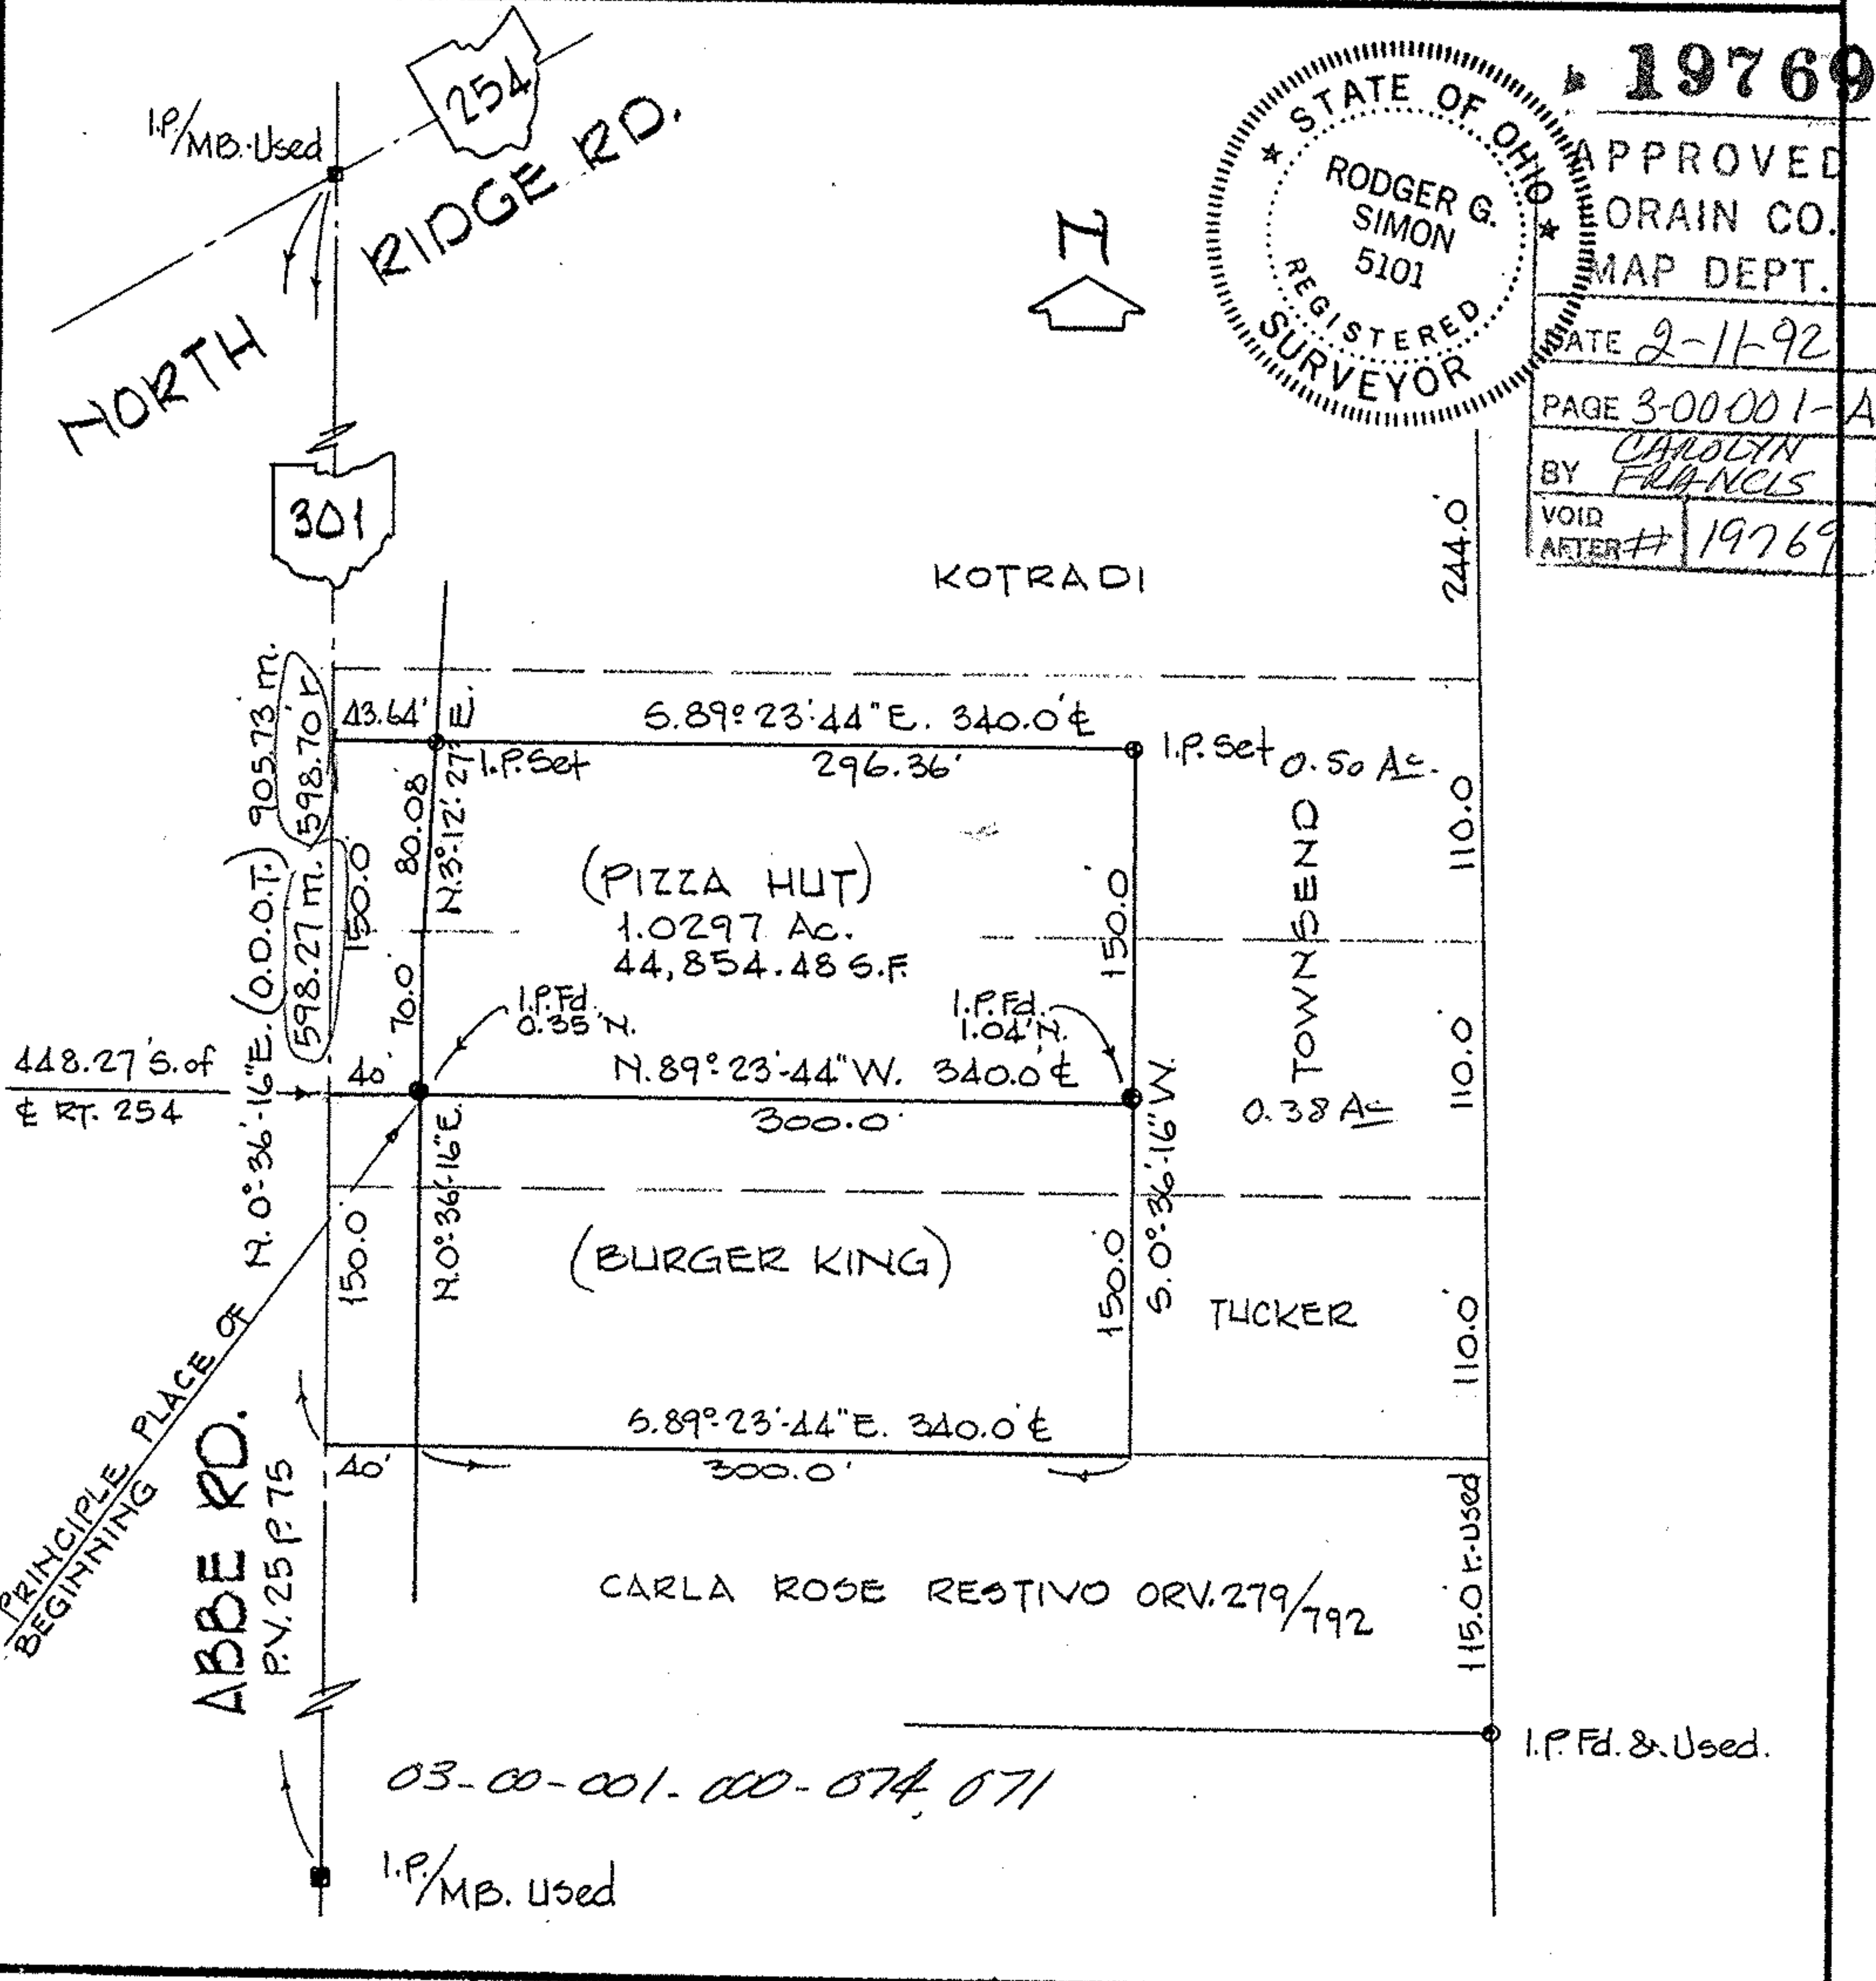 254
I.P./MB. Used
NORTH RIDGE RD.
N
STATE OF OHIO
RODGER G.
SIMON
5101
REGISTERED
SURVEYOR
19769
APPROVED
LORAIN CO.
MAP DEPT.
DATE 2-11-92
PAGE 3-00001-A
BY CAROLYN
FRANCIS
VOID
AFTER # 19769
301
KOTRADI
244.0'
905.73' m.
598.70' r
598.27 m.
N.0°-36'-16"E. (O.O.T.)
43.64'
S.89°23'44"E. 340.0' ℄
I.P. Set
296.36'
I.P. Set
0.50 Ac.
80.08'
N.3°-12'-27" E.
150.0
70.0'
(PIZZA HUT)
1.0297 Ac.
44,854.48 S.F.
150.0
TOWNSEND
110.0'
I.P. Fd.
0.35' N.
I.P. Fd.
1.04' N.
448.27' S. of
℄ RT. 254
40'
N.89°23'-44"W. 340.0' ℄
300.0'
0.38 Ac
110.0'
N.0°-36'-16"E.
S.0°-36'-16"W.
150.0
(BURGER KING)
150.0
TUCKER
110.0'
PRINCIPLE PLACE OF
BEGINNING
S.89°-23'-44"E. 340.0' ℄
40'
300.0'
ABBE RD.
P.V. 25 P. 75
CARLA ROSE RESTIVO ORV. 279/792
115.0' r. used
I.P. Fd. & Used.
03-00-001-000-074, 071
I.P./MB. Used